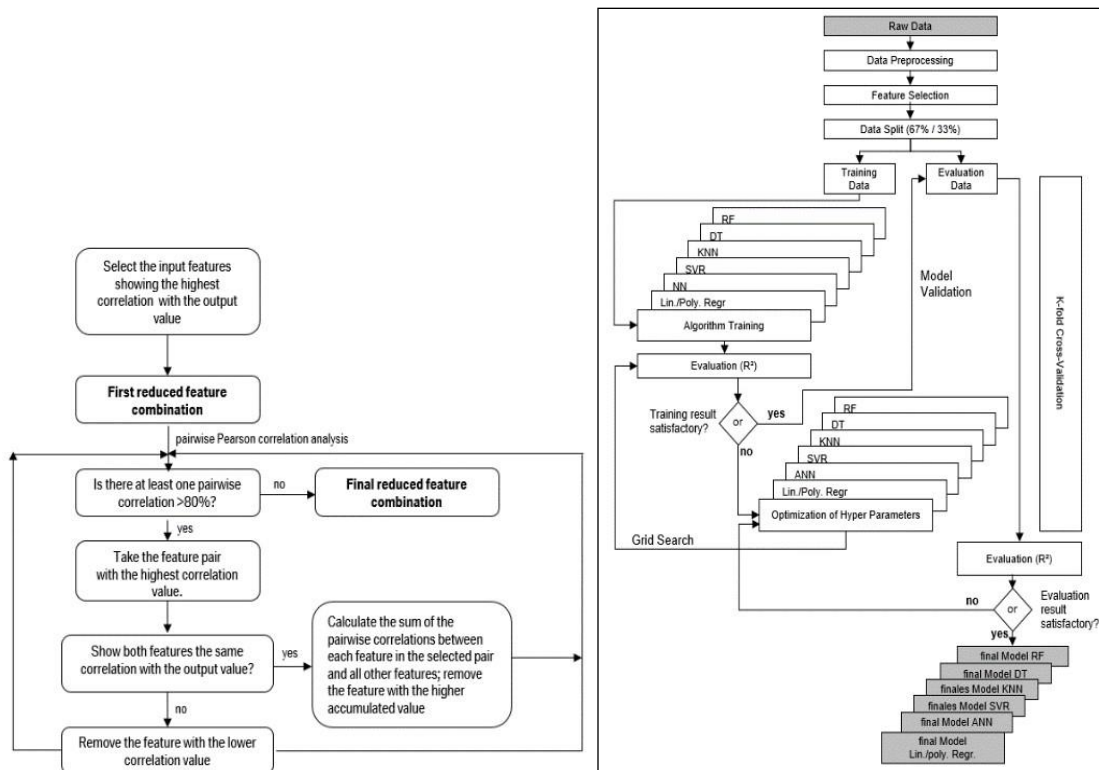 Select the input features
showing the highest
correlation with the output
value
First reduced feature
combination
pairwise Pearson correlation analysis
Is there at least one pairwise
correlation >80%?
no
Final reduced feature
combination
yes
Take the feature pair
with the highest correlation
value.
Show both features the same
correlation with the output value?
yes
Calculate the sum of the
pairwise correlations between
each feature in the selected pair
and all other features; remove
the feature with the higher
accumulated value
no
Remove the feature with the lower
correlation value
Raw Data
Data Preprocessing
Feature Selection
Data Split (67% / 33%)
Training
Data
Evaluation
Data
RF
DT
KNN
SVR
NN
Lin./Poly. Regr
Algorithm Training
Model
Validation
K-fold Cross-Validation
Evaluation (R²)
Training result
satisfactory?
or
yes
no
RF
DT
KNN
SVR
ANN
Lin./Poly. Regr
Optimization of Hyper Parameters
Grid Search
Evaluation (R²)
no
or
Evaluation
result
satisfactory?
yes
final Model RF
final Model DT
finales Model KNN
finales Model SVR
final Model ANN
final Model
Lin./poly. Regr.